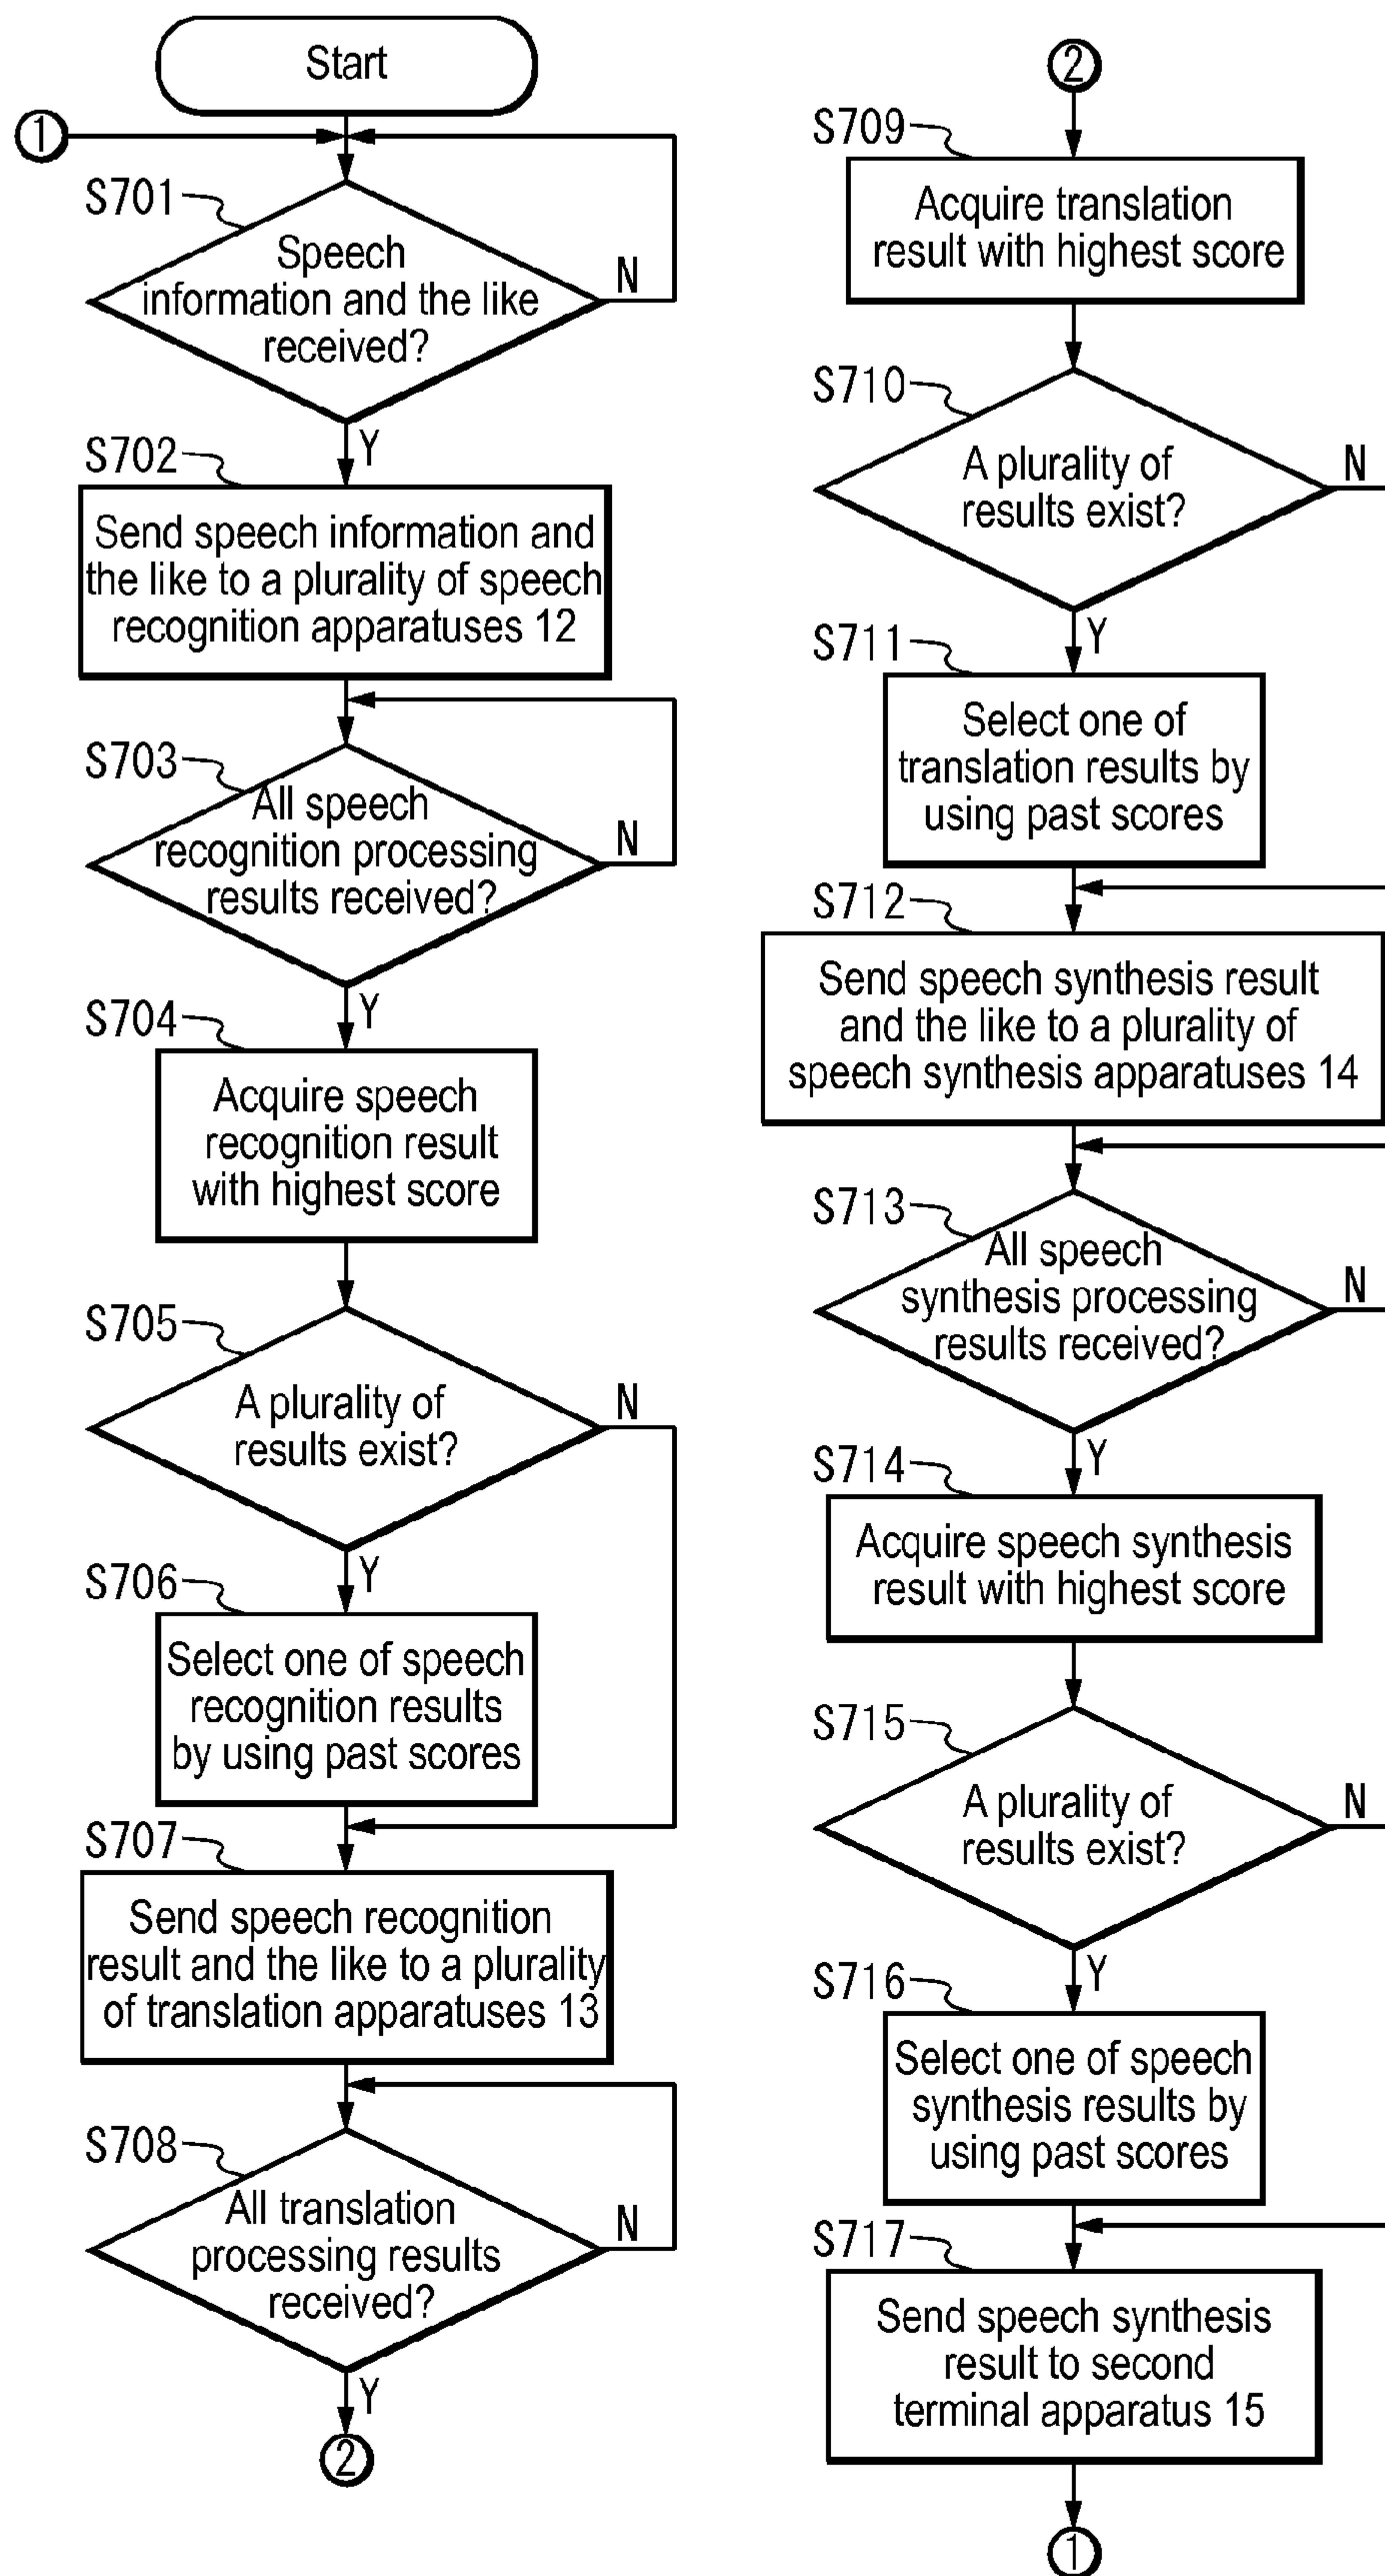 Start
1
S701
Speech
information and the like
received?
N
Y
S702
Send speech information and
the like to a plurality of speech
recognition apparatuses 12
S703
All speech
recognition processing
results received?
N
Y
S704
Acquire speech
recognition result
with highest score
S705
A plurality of
results exist?
N
Y
S706
Select one of speech
recognition results
by using past scores
S707
Send speech recognition
result and the like to a plurality
of translation apparatuses 13
S708
All translation
processing results
received?
N
Y
2
2
S709
Acquire translation
result with highest score
S710
A plurality of
results exist?
N
Y
S711
Select one of
translation results by
using past scores
S712
Send speech synthesis result
and the like to a plurality of
speech synthesis apparatuses 14
S713
All speech
synthesis processing
results received?
N
Y
S714
Acquire speech synthesis
result with highest score
S715
A plurality of
results exist?
N
Y
S716
Select one of speech
synthesis results by
using past scores
S717
Send speech synthesis
result to second
terminal apparatus 15
1